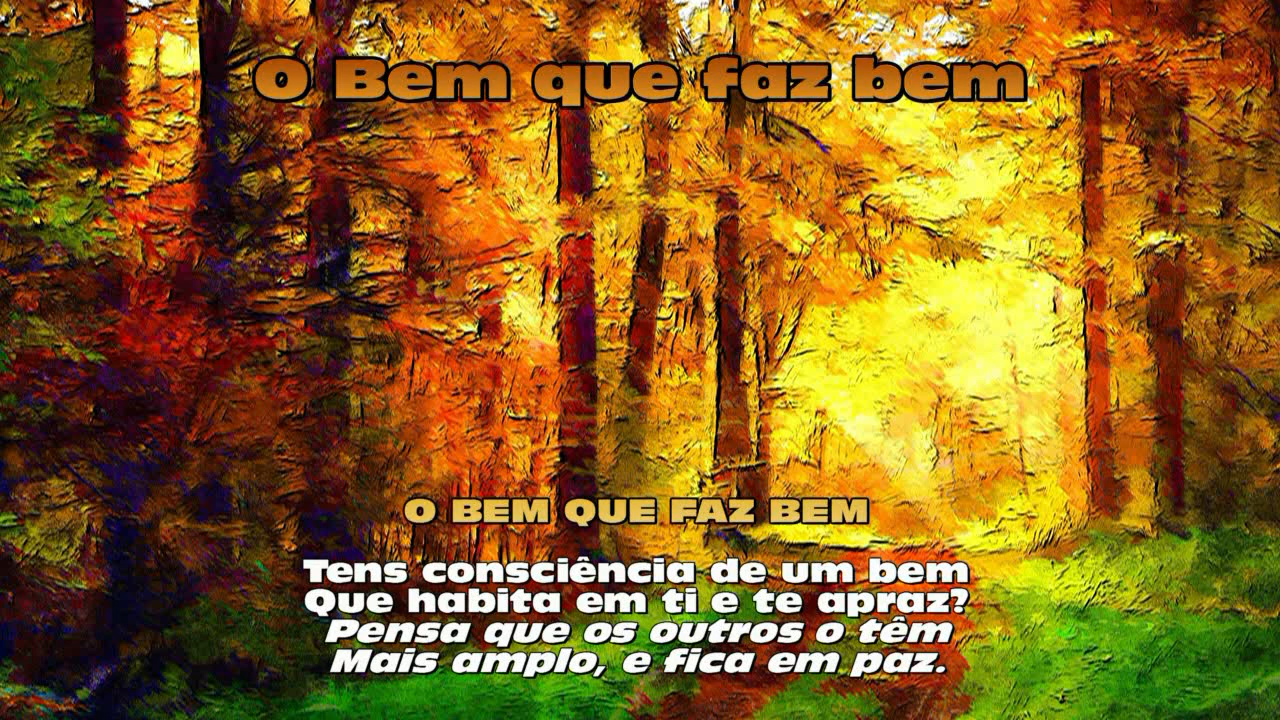 O Bem que faz bem
O BEM QUE FAZ BEM
Tens consciência de um bem
Que habita em ti e te apraz?
Pensa que os outros o têm
Mais amplo, e fica em paz.